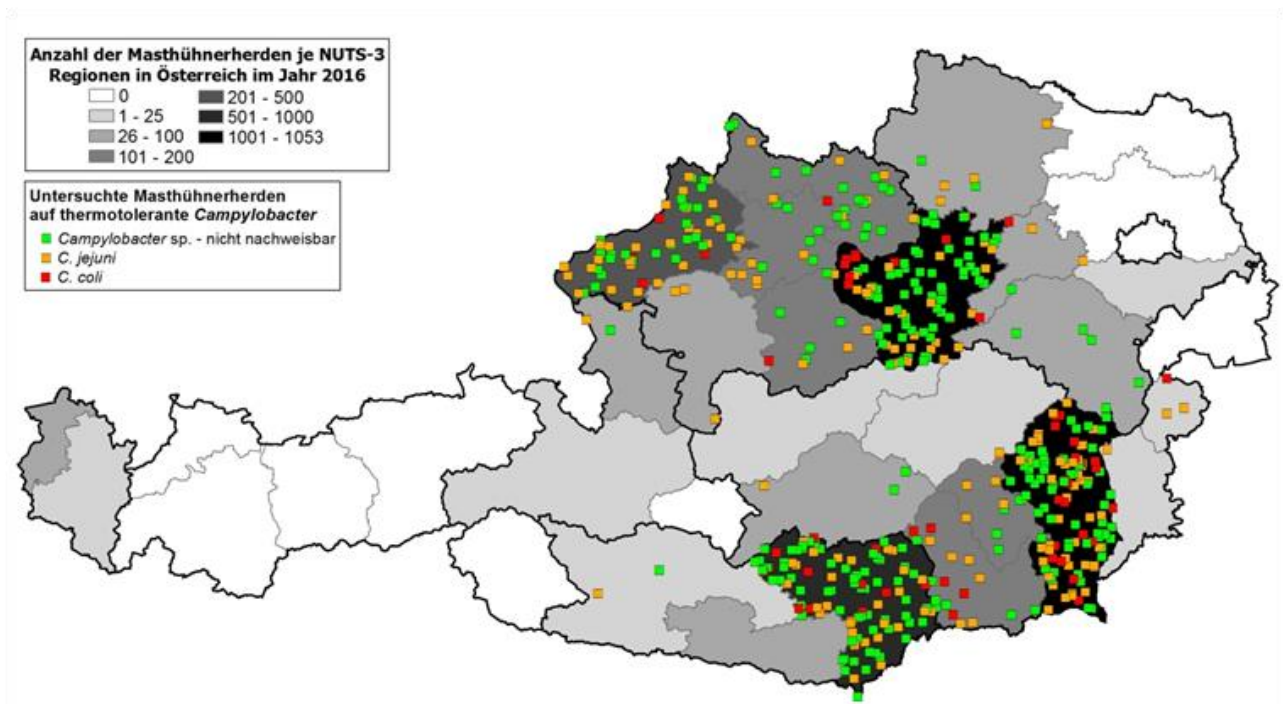 Anzahl der Masthühnerherden je NUTS-3
Regionen in Österreich im Jahr 2016
0
1 - 25
26 - 100
101 - 200
201 - 500
501 - 1000
1001 - 1053
Untersuchte Masthühnerherden
auf thermotolerante Campylobacter
Campylobacter sp. - nicht nachweisbar
C. jejuni
C. coli